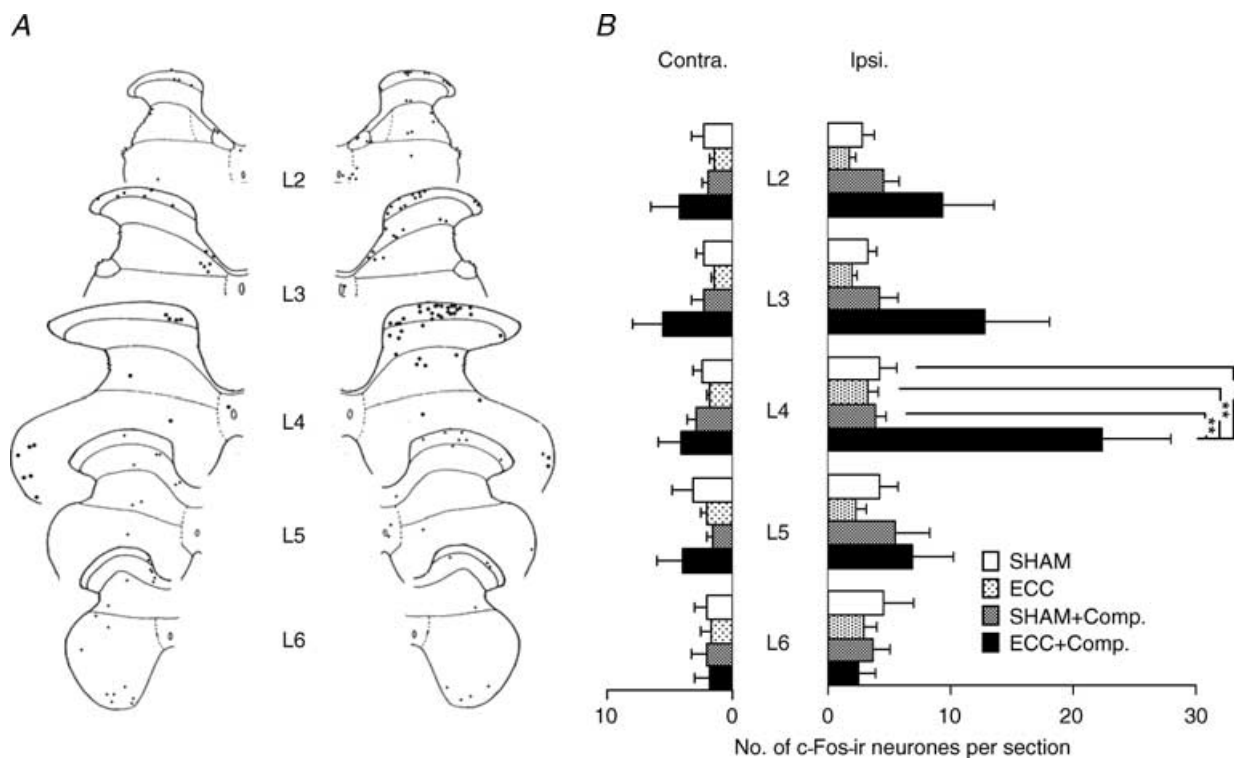 A
B
Contra.
Ipsi.
L2
L3
L4
L5
L6
L2
L3
L4
L5
L6
**
**
SHAM
ECC
SHAM+Comp.
ECC+Comp.
10
0
0
10
20
30
No. of c-Fos-ir neurones per section